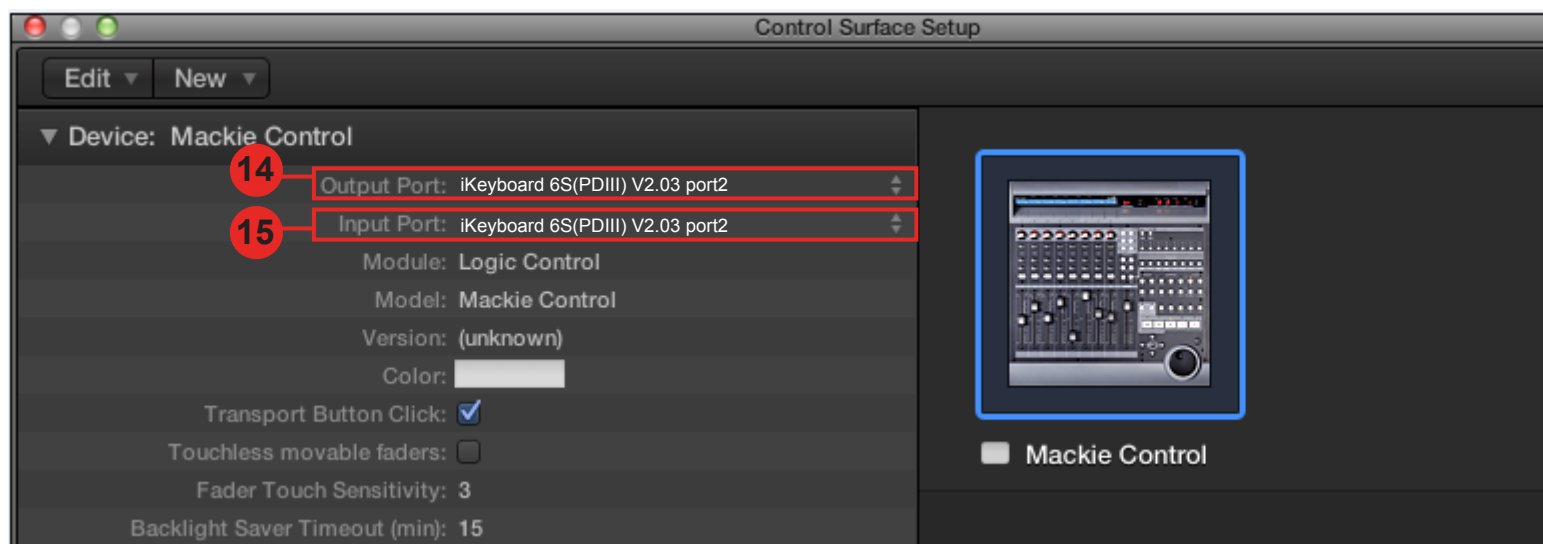 Control Surface Setup
Edit New
Device: Mackie Control
14 Output Port: iKeyboard 6S(PDIII) V2.03 port2
15 Input Port: iKeyboard 6S(PDIII) V2.03 port2
Module: Logic Control
Model: Mackie Control
Version: (unknown)
Color:
Transport Button Click:
Touchless movable faders:
Fader Touch Sensitivity: 3
Backlight Saver Timeout (min): 15
Mackie Control